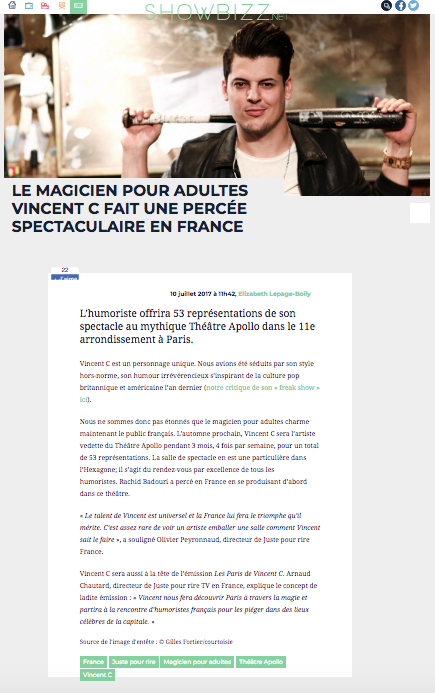 SHOWBIZZ.NET
LE MAGICIEN POUR ADULTES
VINCENT C FAIT UNE PERCÉE
SPECTACULAIRE EN FRANCE
22
J'aime
10 juillet 2017 à 11h42, Elizabeth Lepage-Boily
L'humoriste offrira 53 représentations de son
spectacle au mythique Théâtre Apollo dans le 11e
arrondissement à Paris.
Vincent C est un personnage unique. Nous avions été séduits par son style
hors-norme, son humour irrévérencieux s'inspirant de la culture pop
britannique et américaine l'an dernier (notre critique de son « freak show »
ici).
Nous ne sommes donc pas étonnés que le magicien pour adultes charme
maintenant le public français. L'automne prochain, Vincent C sera l'artiste
vedette du Théâtre Apollo pendant 3 mois, 4 fois par semaine, pour un total
de 53 représentations. La salle de spectacle en est une particulière dans
l'Hexagone; il s'agit du rendez-vous par excellence de tous les
humoristes. Rachid Badouri a percé en France en se produisant d'abord
dans ce théâtre.
« Le talent de Vincent est universel et la France lui fera le triomphe qu'il
mérite. C'est assez rare de voir un artiste emballer une salle comment Vincent
sait le faire », a souligné Olivier Peyronnaud, directeur de Juste pour rire
France.
Vincent C sera aussi à la tête de l'émission Les Paris de Vincent C. Arnaud
Chautard, directeur de Juste pour rire TV en France, explique le concept de
ladite émission : « Vincent nous fera découvrir Paris à travers la magie et
partira à la rencontre d'humoristes français pour les piéger dans des lieux
célèbres de la capitale. »
Source de l'image d'entête : © Gilles Fortier/courtoisie
France Juste pour rire Magicien pour adultes Théâtre Apollo
Vincent C